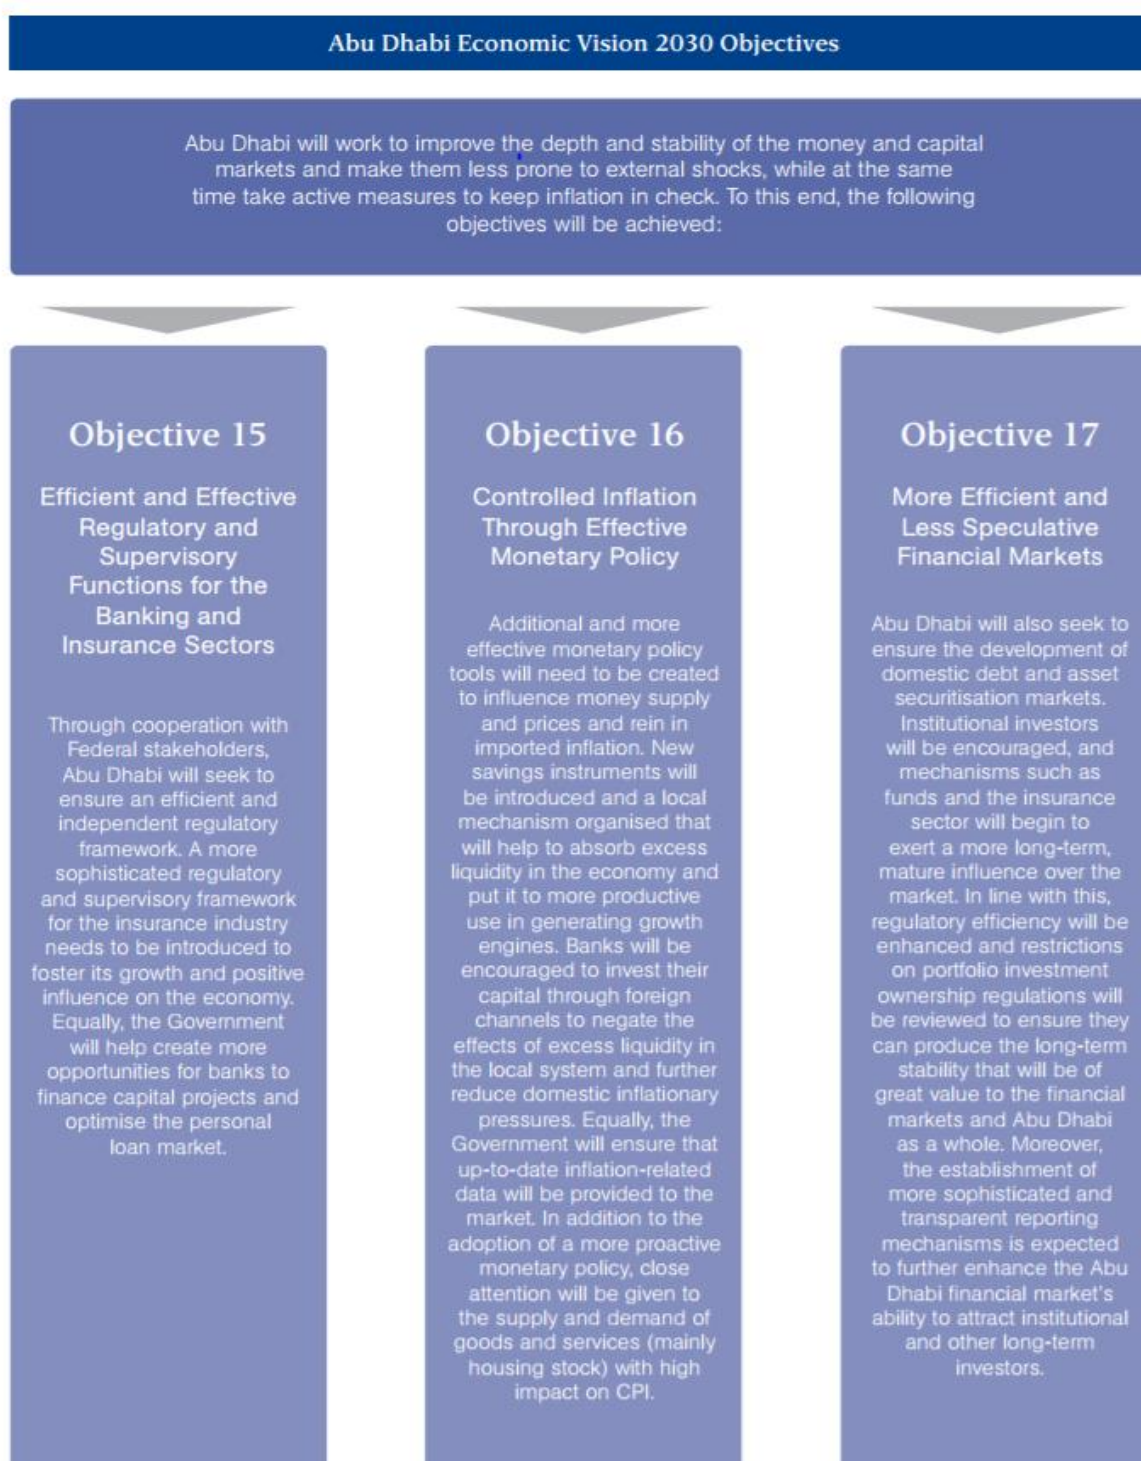 Abu Dhabi Economic Vision 2030 Objectives
Abu Dhabi will work to improve the depth and stability of the money and capital
markets and make them less prone to external shocks, while at the same
time take active measures to keep inflation in check. To this end, the following
objectives will be achieved:
Objective 15
Efficient and Effective
Regulatory and
Supervisory
Functions for the
Banking and
Insurance Sectors
Through cooperation with
Federal stakeholders,
Abu Dhabi will seek to
ensure an efficient and
independent regulatory
framework. A more
sophisticated regulatory
and supervisory framework
for the insurance industry
needs to be introduced to
foster its growth and positive
influence on the economy.
Equally, the Government
will help create more
opportunities for banks to
finance capital projects and
optimise the personal
loan market.
Objective 16
Controlled Inflation
Through Effective
Monetary Policy
Additional and more
effective monetary policy
tools will need to be created
to influence money supply
and prices and rein in
imported inflation. New
savings instruments will
be introduced and a local
mechanism organised that
will help to absorb excess
liquidity in the economy and
put it to more productive
use in generating growth
engines. Banks will be
encouraged to invest their
capital through foreign
channels to negate the
effects of excess liquidity in
the local system and further
reduce domestic inflationary
pressures. Equally, the
Government will ensure that
up-to-date inflation-related
data will be provided to the
market. In addition to the
adoption of a more proactive
monetary policy, close
attention will be given to
the supply and demand of
goods and services (mainly
housing stock) with high
impact on CPI.
Objective 17
More Efficient and
Less Speculative
Financial Markets
Abu Dhabi will also seek to
ensure the development of
domestic debt and asset
securitisation markets.
Institutional investors
will be encouraged, and
mechanisms such as
funds and the insurance
sector will begin to
exert a more long-term,
mature influence over the
market. In line with this,
regulatory efficiency will be
enhanced and restrictions
on portfolio investment
ownership regulations will
be reviewed to ensure they
can produce the long-term
stability that will be of
great value to the financial
markets and Abu Dhabi
as a whole. Moreover,
the establishment of
more sophisticated and
transparent reporting
mechanisms is expected
to further enhance the Abu
Dhabi financial market's
ability to attract institutional
and other long-term
investors.